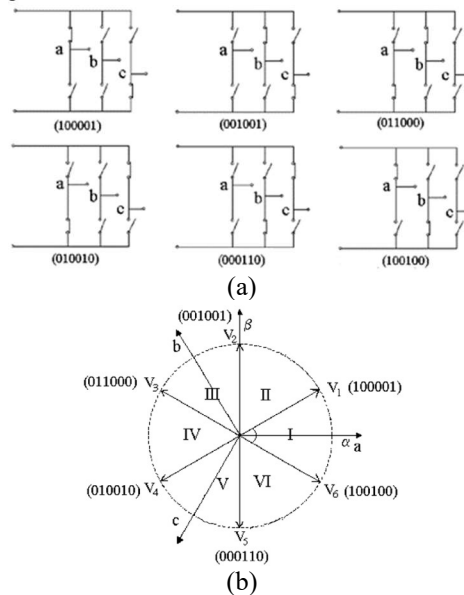 a b c a b c a b c
(100001) (001001) (011000)
a b c a b c a b c
(010010) (000110) (100100)
(a)
(001001) β
b V2
(011000) V3 III II V1 (100001)
IV I α a
(010010) V4 V VI V6 (100100)
c V5
(000110)
(b)